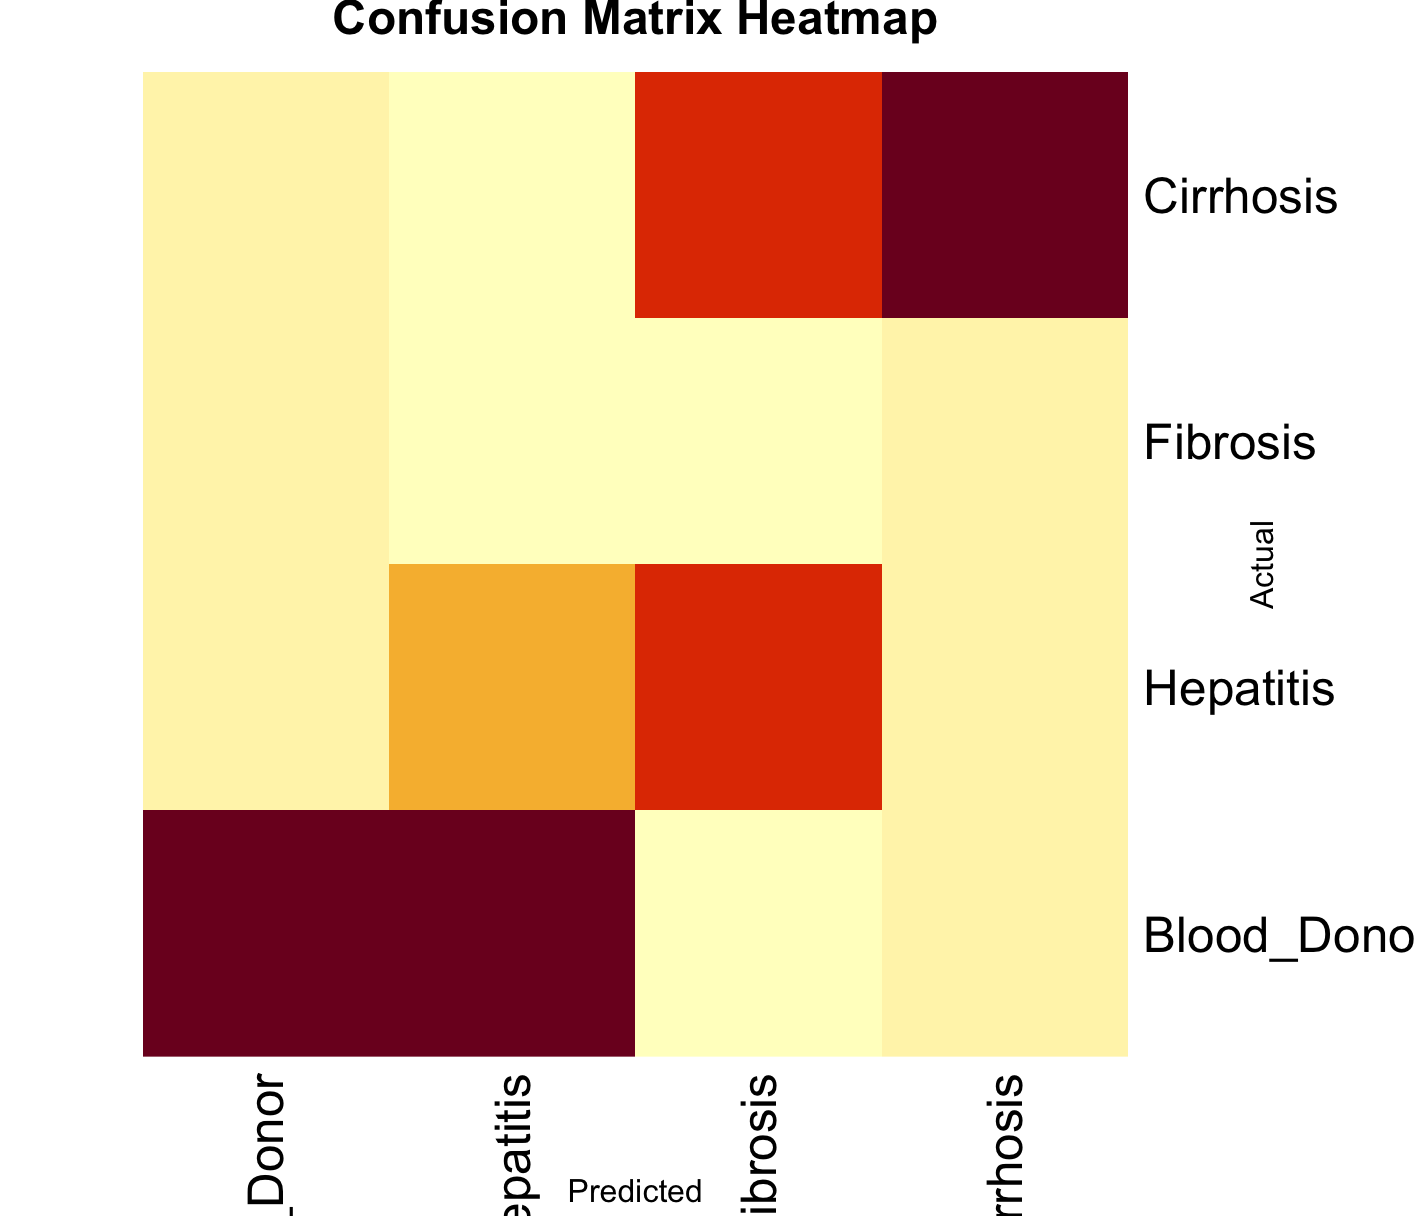 Confusion Matrix Heatmap
Cirrhosis
Fibrosis
Actual
Hepatitis
Blood_Dono
_Donor
epatitis
ibrosis
rrhosis
Predicted